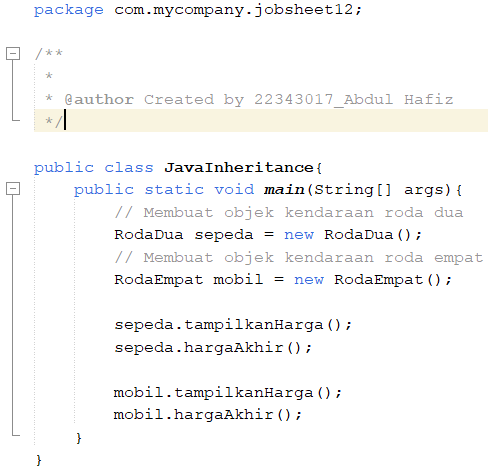 package com.mycompany.jobsheet12;
/**
 *
 * @author Created by 22343017_Abdul Hafiz
 */
public class JavaInheritance{
    public static void main(String[] args){
        // Membuat objek kendaraan roda dua
        RodaDua sepeda = new RodaDua();
        // Membuat objek kendaraan roda empat
        RodaEmpat mobil = new RodaEmpat();
        sepeda.tampilkanHarga();
        sepeda.hargaAkhir();
        mobil.tampilkanHarga();
        mobil.hargaAkhir();
    }
}